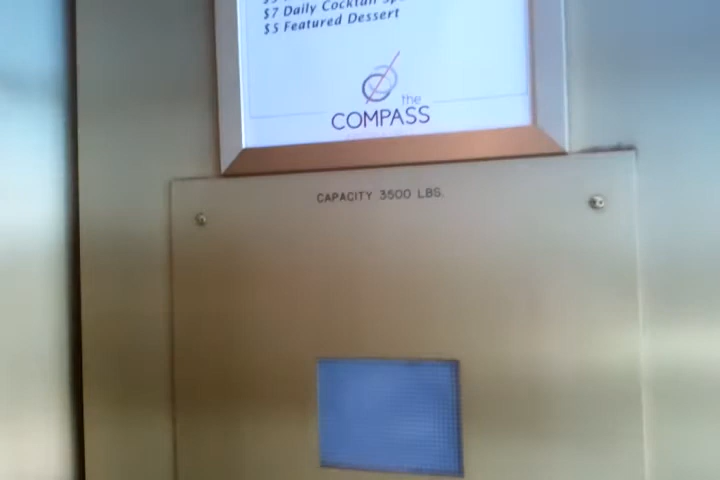 $7 Daily Cocktail
$5 Featured Dessert
the
COMPASS
CAPACITY 3500 LBS.